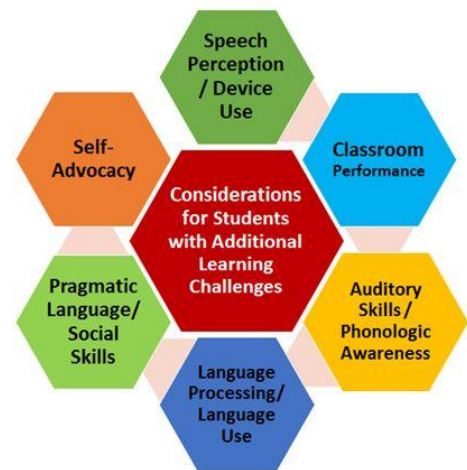 Speech
Perception
/ Device
Use
Self-
Advocacy
Classroom
Performance
Considerations
for Students
with Additional
Learning
Challenges
Pragmatic
Language/
Social
Skills
Auditory
Skills /
Phonologic
Awareness
Language
Processing/
Language
Use